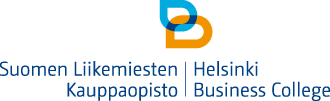 Suomen Liikemiesten
Kauppaopisto
Helsinki
Business College